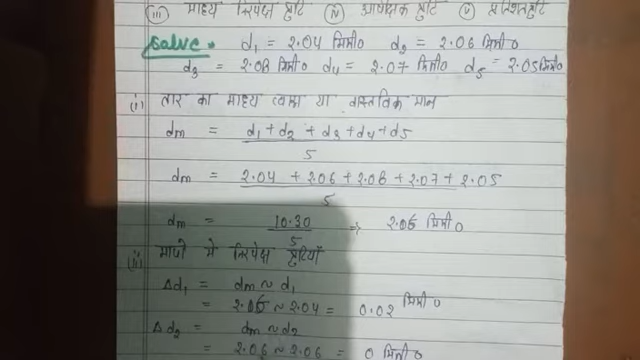 (iii) माध्य निरपेक्ष त्रुटि (iv) आपेक्षिक त्रुटि (v) प्रतिशत त्रुटि
Solve. d1 = 2.04 मिमी० d2 = 2.06 मिमी०
d3 = 2.08 मिमी० d4 = 2.07 मिमी० d5 = 2.05 मिमी०
(i) तार का माध्य व्यास या वास्तविक मान
dm = d1 + d2 + d3 + d4 + d5
5
dm = 2.04 + 2.06 + 2.08 + 2.07 + 2.05
5
dm = 10.30 ⇒ 2.06 मिमी०
5
(ii) मापों में निरपेक्ष त्रुटियाँ
Δd1 = dm ~ d1
= 2.06 ~ 2.04 = 0.02 मिमी०
Δd2 = dm ~ d2
= 2.06 ~ 2.06 = 0 मिमी०